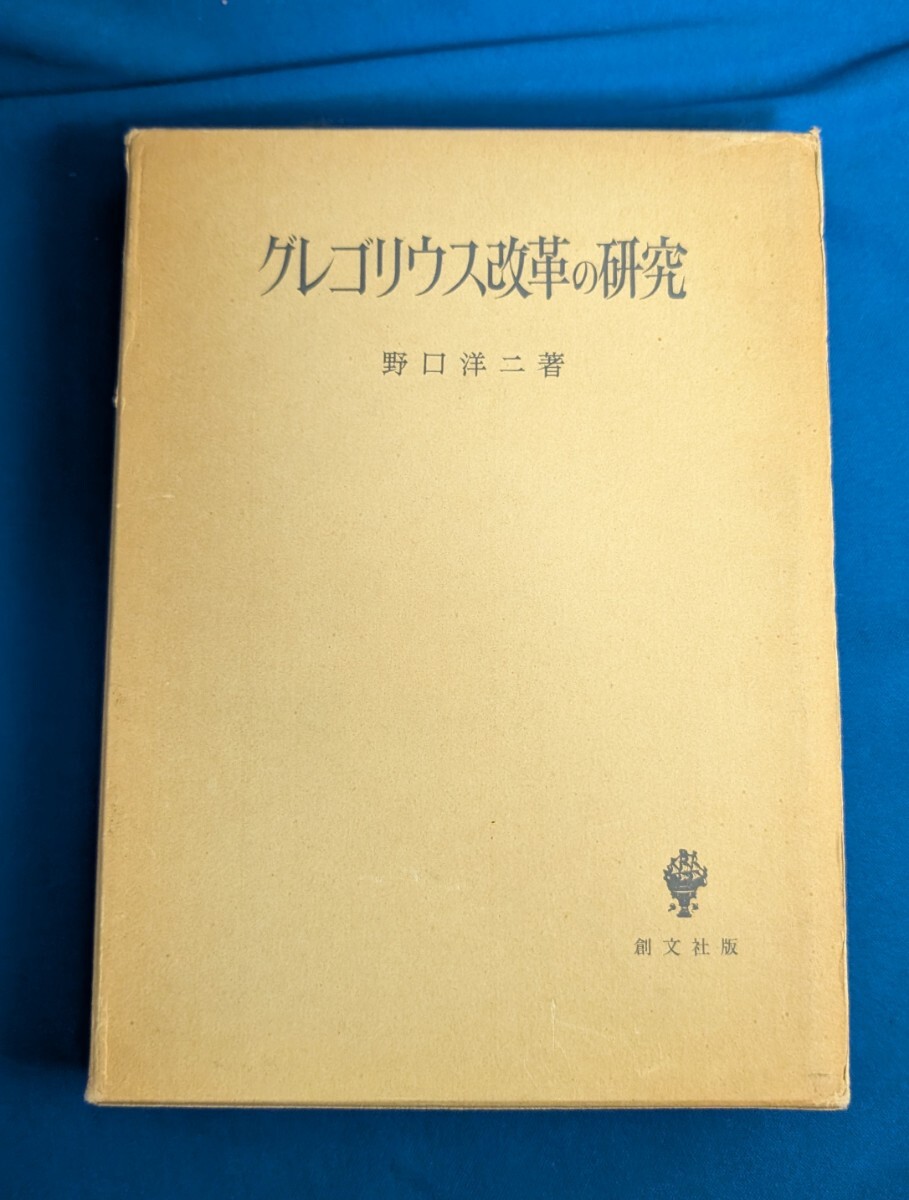 グレゴリウス改革の研究
野口洋二著
創文社版